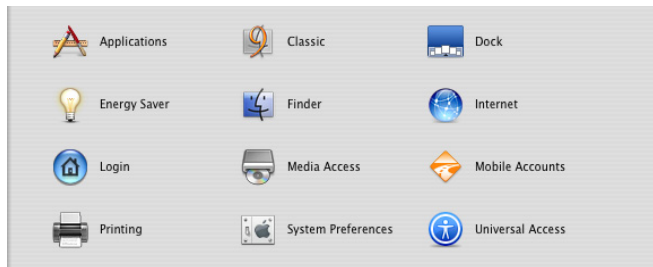 Applications
Classic
Dock
Energy Saver
Finder
Internet
Login
Media Access
Mobile Accounts
Printing
System Preferences
Universal Access